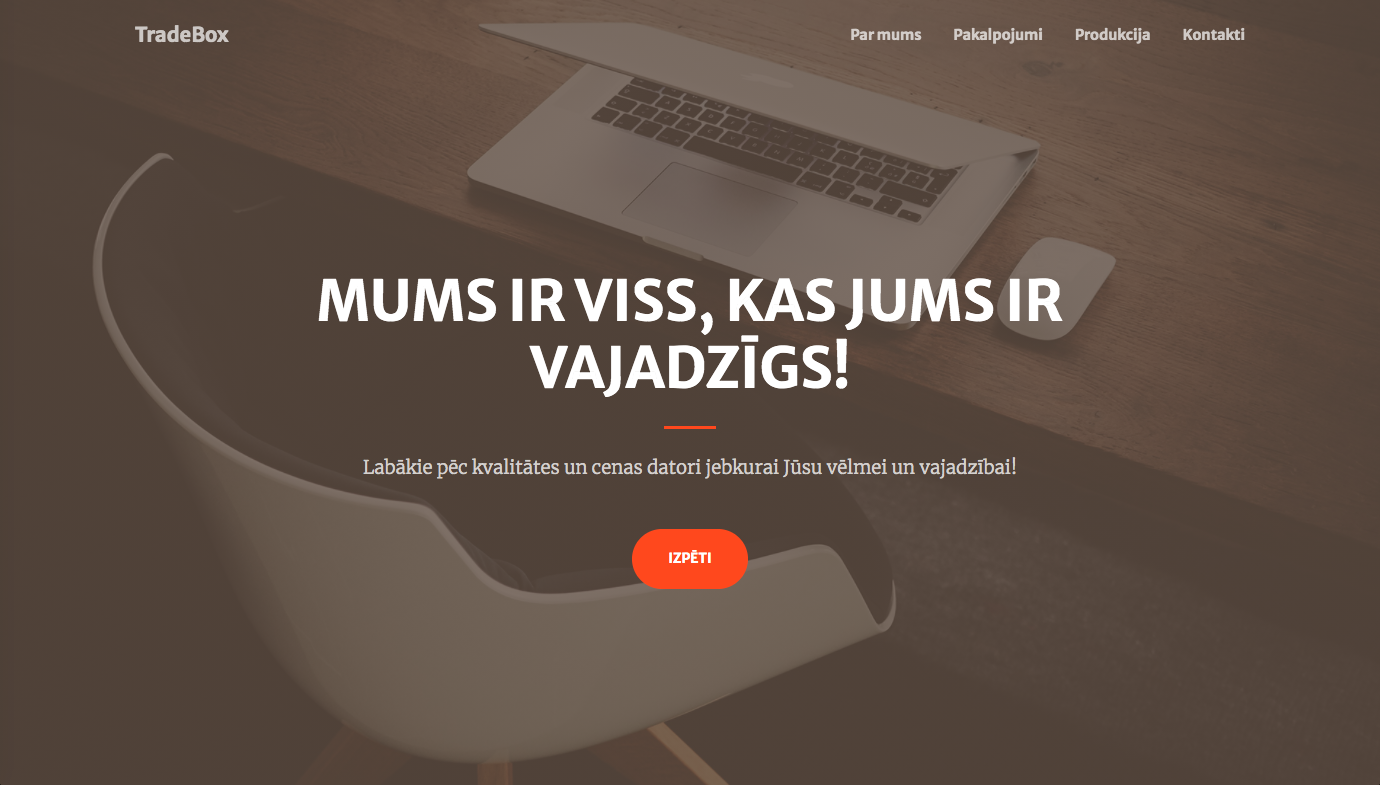 TradeBox
Par mums
Pakalpojumi
Produkcija
Kontakti
MUMS IR VISS, KAS JUMS IR
VAJADZĪGS!
Labākie pēc kvalitātes un cenas datori jebkurai Jūsu vēlmei un vajadzībai!
IZPĒTI